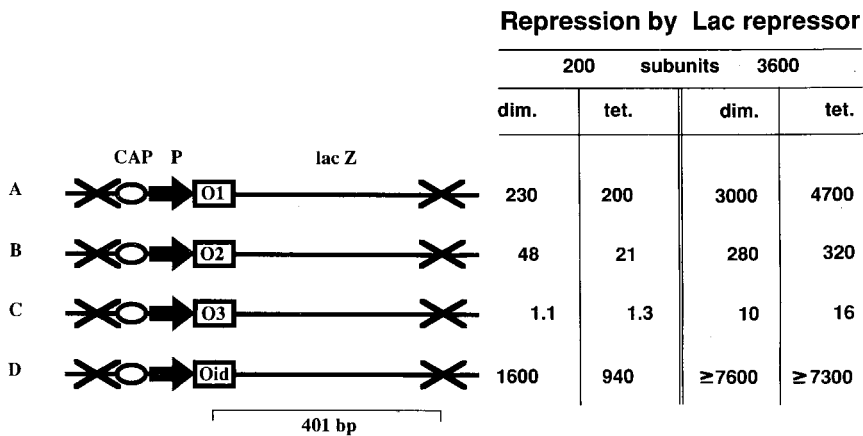 Repression by Lac repressor
200 subunits 3600
dim. tet. dim. tet.
CAP P lac Z
A O1 230 200 3000 4700
B O2 48 21 280 320
C O3 1.1 1.3 10 16
D Oid 1600 940 ≥7600 ≥7300
401 bp